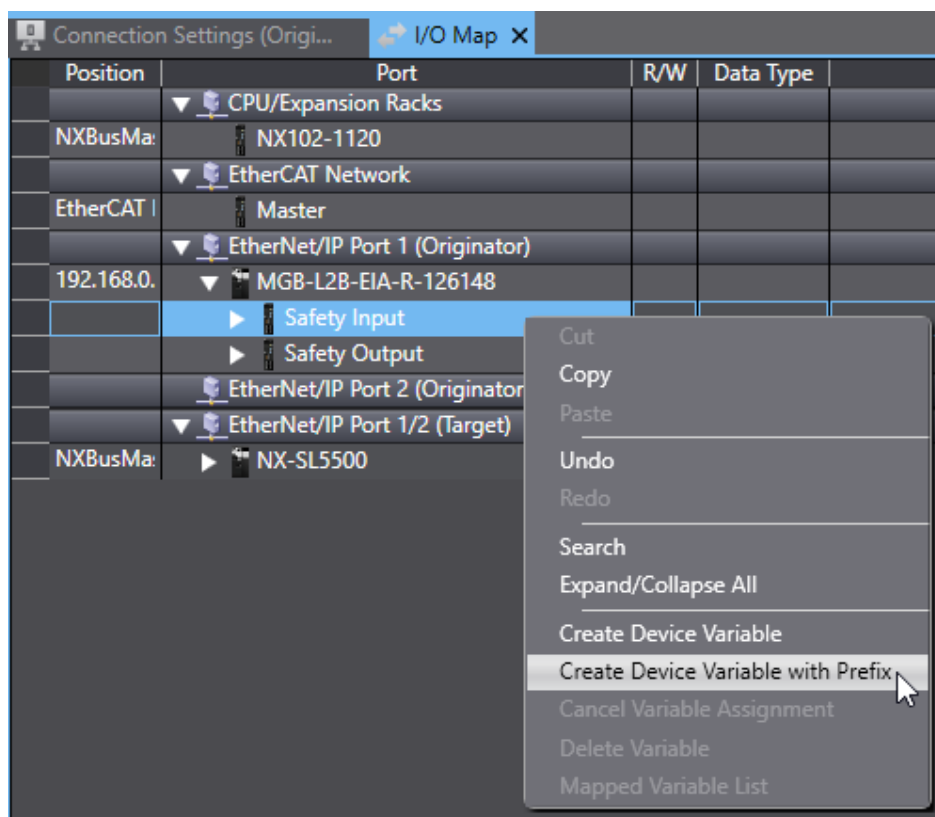 Connection Settings (Origi... I/O Map X
Position Port R/W Data Type
CPU/Expansion Racks
NXBusMa: NX102-1120
EtherCAT Network
EtherCAT Master
EtherNet/IP Port 1 (Originator)
192.168.0. MGB-L2B-EIA-R-126148
Safety Input
Safety Output
EtherNet/IP Port 2 (Originator
EtherNet/IP Port 1/2 (Target)
NXBusMa: NX-SL5500
Cut
Copy
Paste
Undo
Redo
Search
Expand/Collapse All
Create Device Variable
Create Device Variable with Prefix
Cancel Variable Assignment
Delete Variable
Mapped Variable List